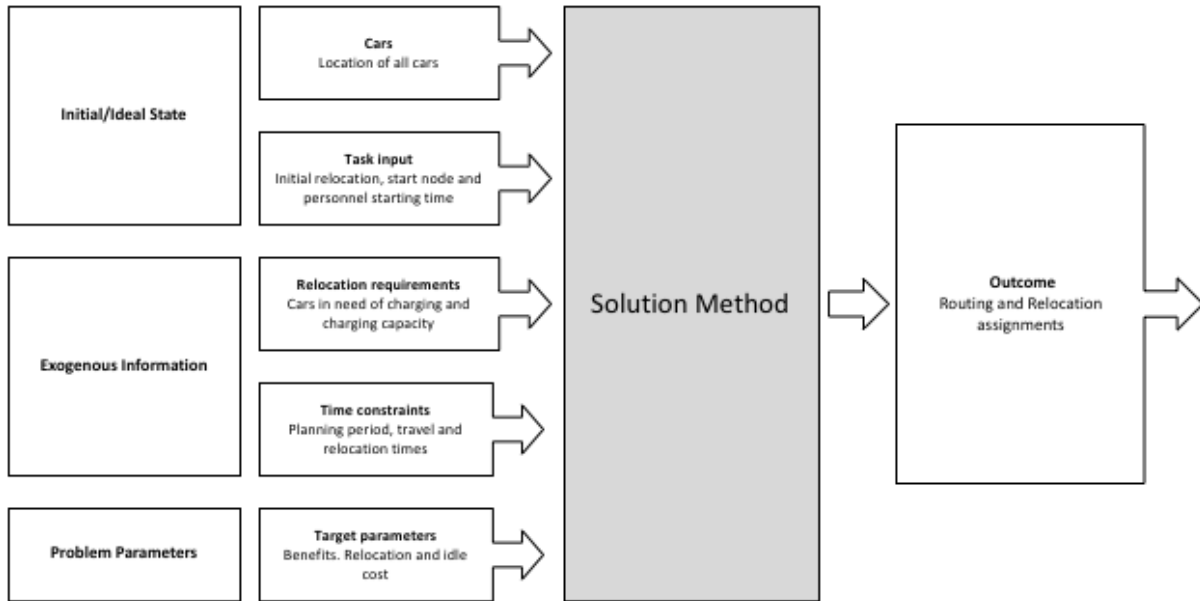 Initial/Ideal State
Cars
Location of all cars
Task input
Initial relocation, start node and
personnel starting time
Exogenous Information
Relocation requirements
Cars in need of charging and
charging capacity
Time constraints
Planning period, travel and
relocation times
Problem Parameters
Target parameters
Benefits. Relocation and idle
cost
Solution Method
Outcome
Routing and Relocation
assignments